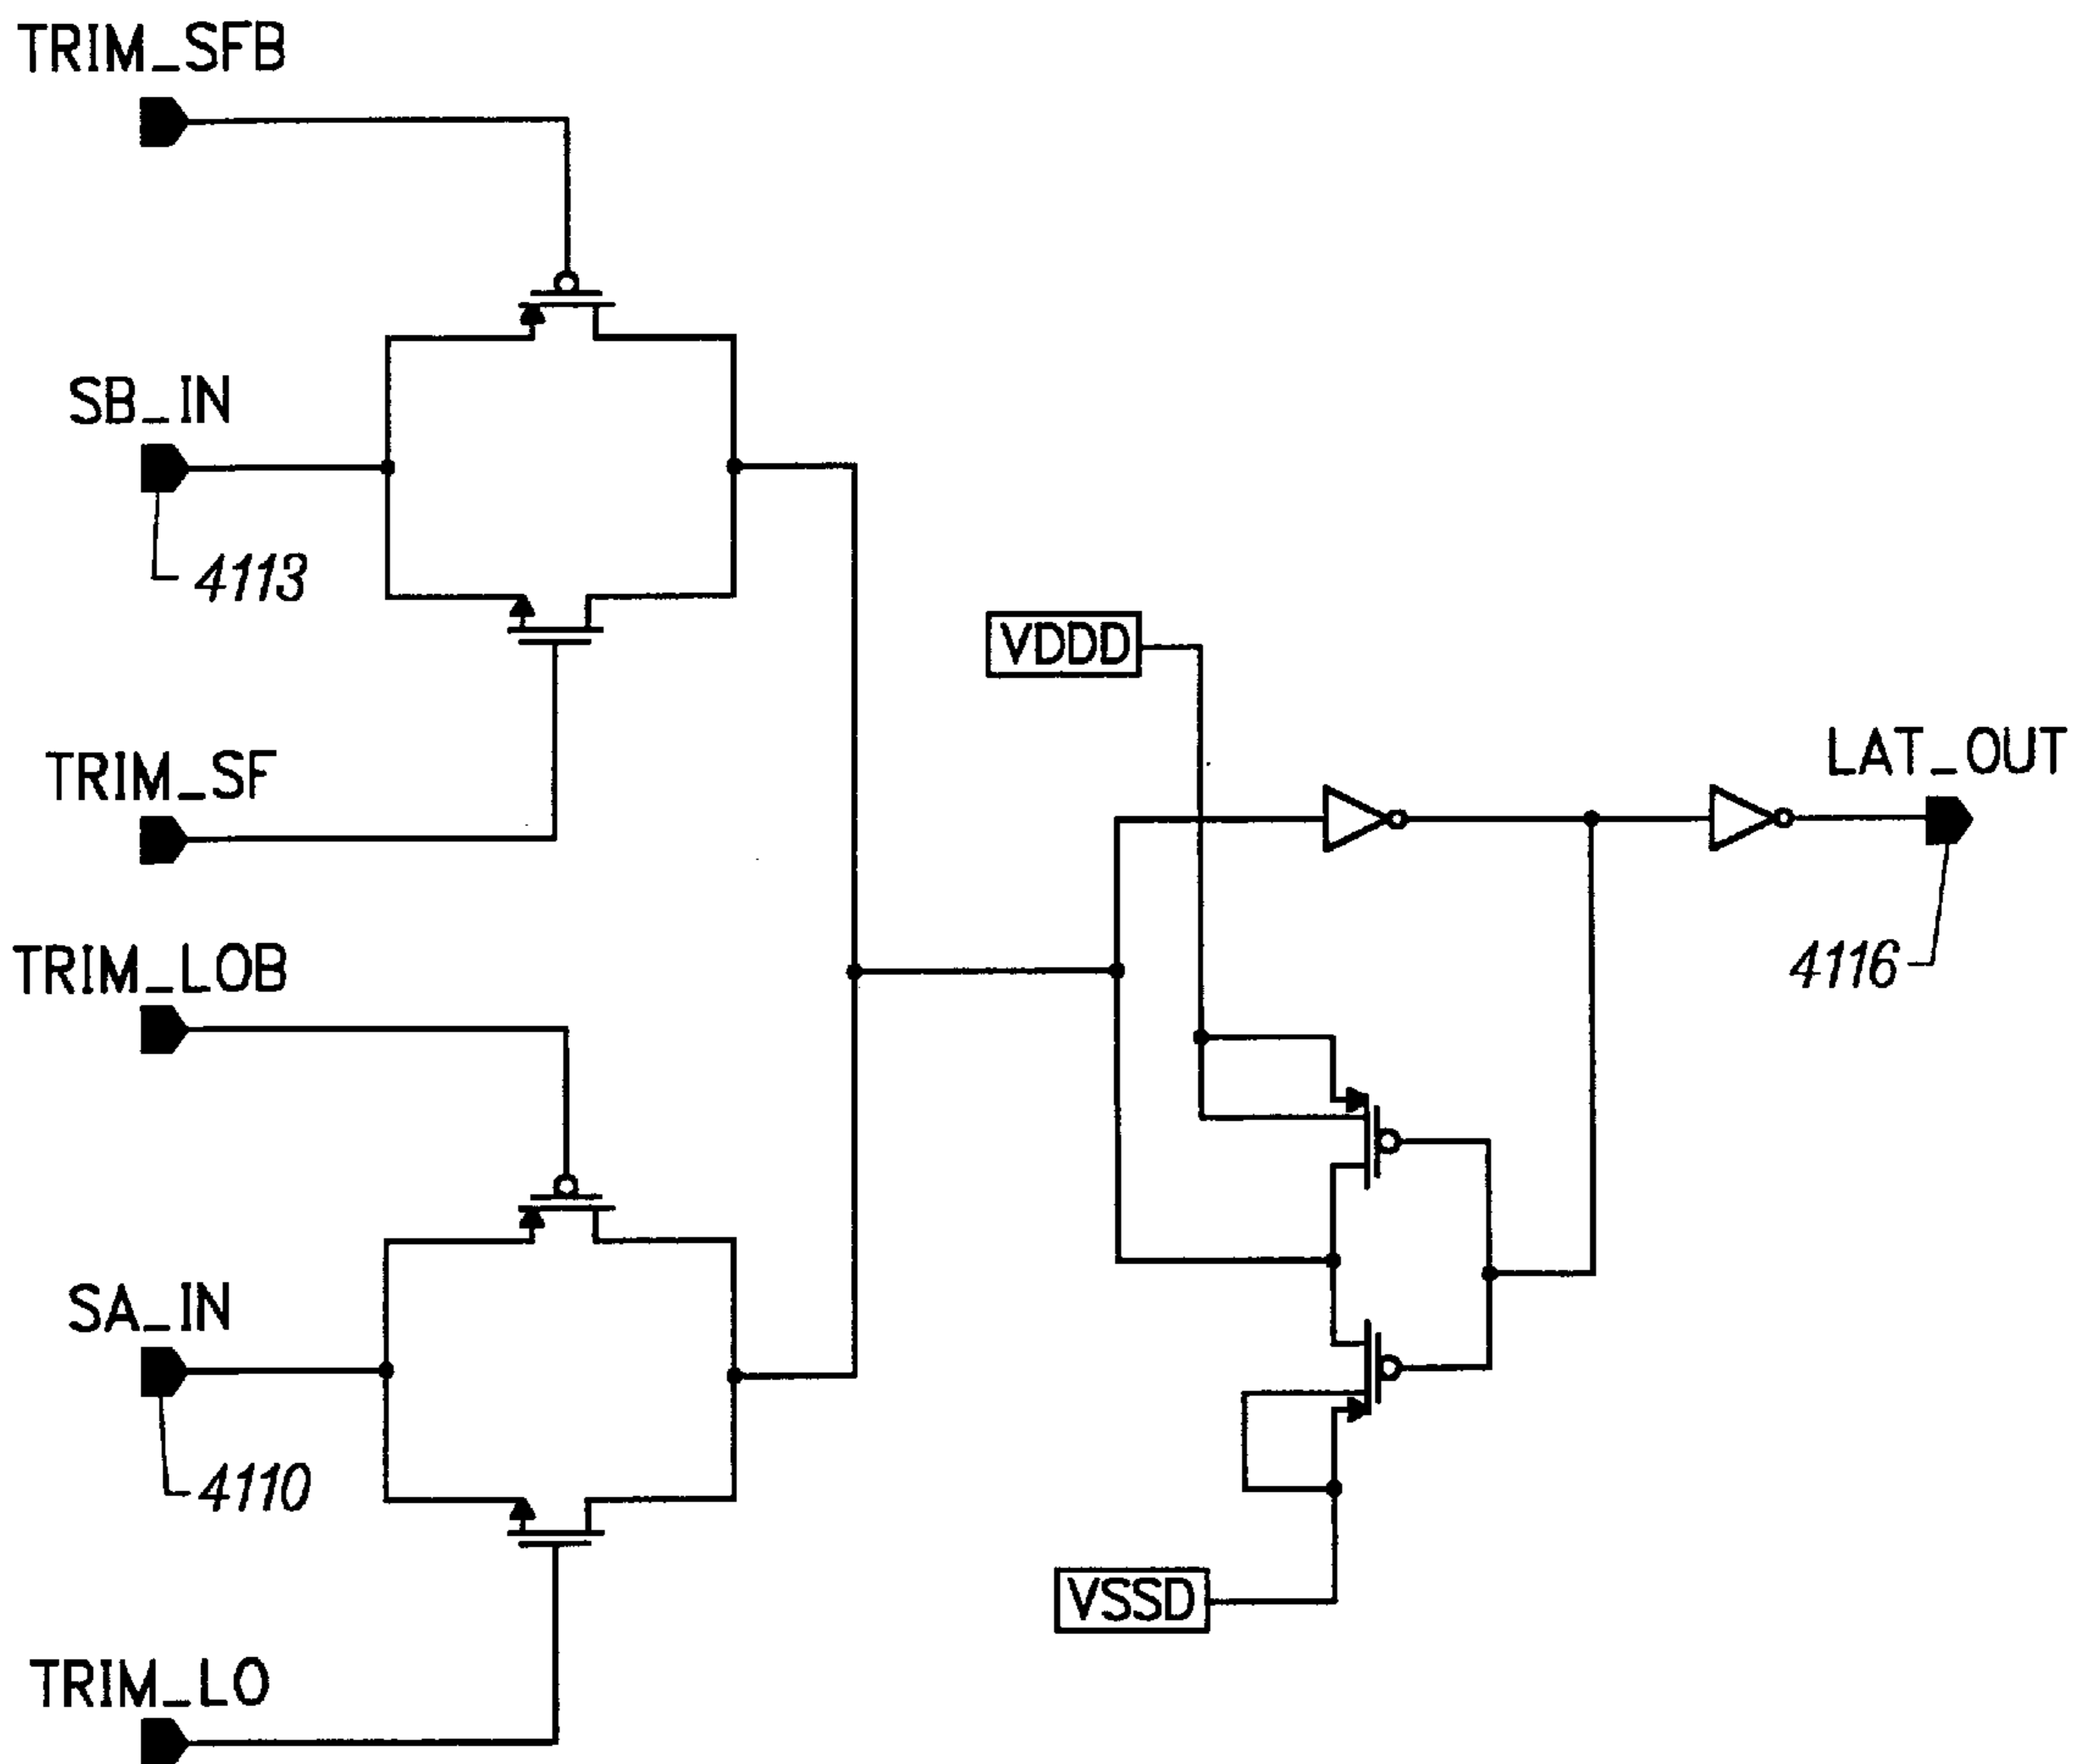 TRIM_SFB
SB_IN
4113
VDDD
TRIM_SF
LAT_OUT
TRIM_LOB
4116
SA_IN
4110
VSSD
TRIM_LO